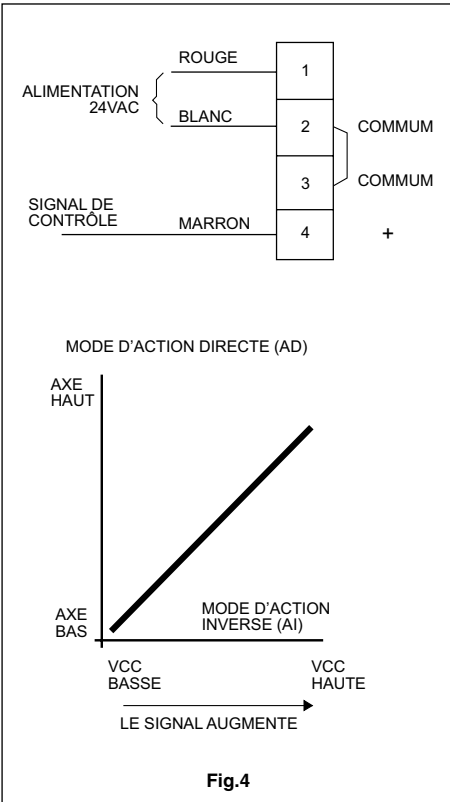 ROUGE
1
ALIMENTATION
24VAC
BLANC
2
COMMUM
3
COMMUM
SIGNAL DE
CONTRÔLE
MARRON
4
+
MODE D'ACTION DIRECTE (AD)
AXE
HAUT
AXE
BAS
MODE D'ACTION
INVERSE (AI)
VCC
BASSE
VCC
HAUTE
LE SIGNAL AUGMENTE
Fig.4